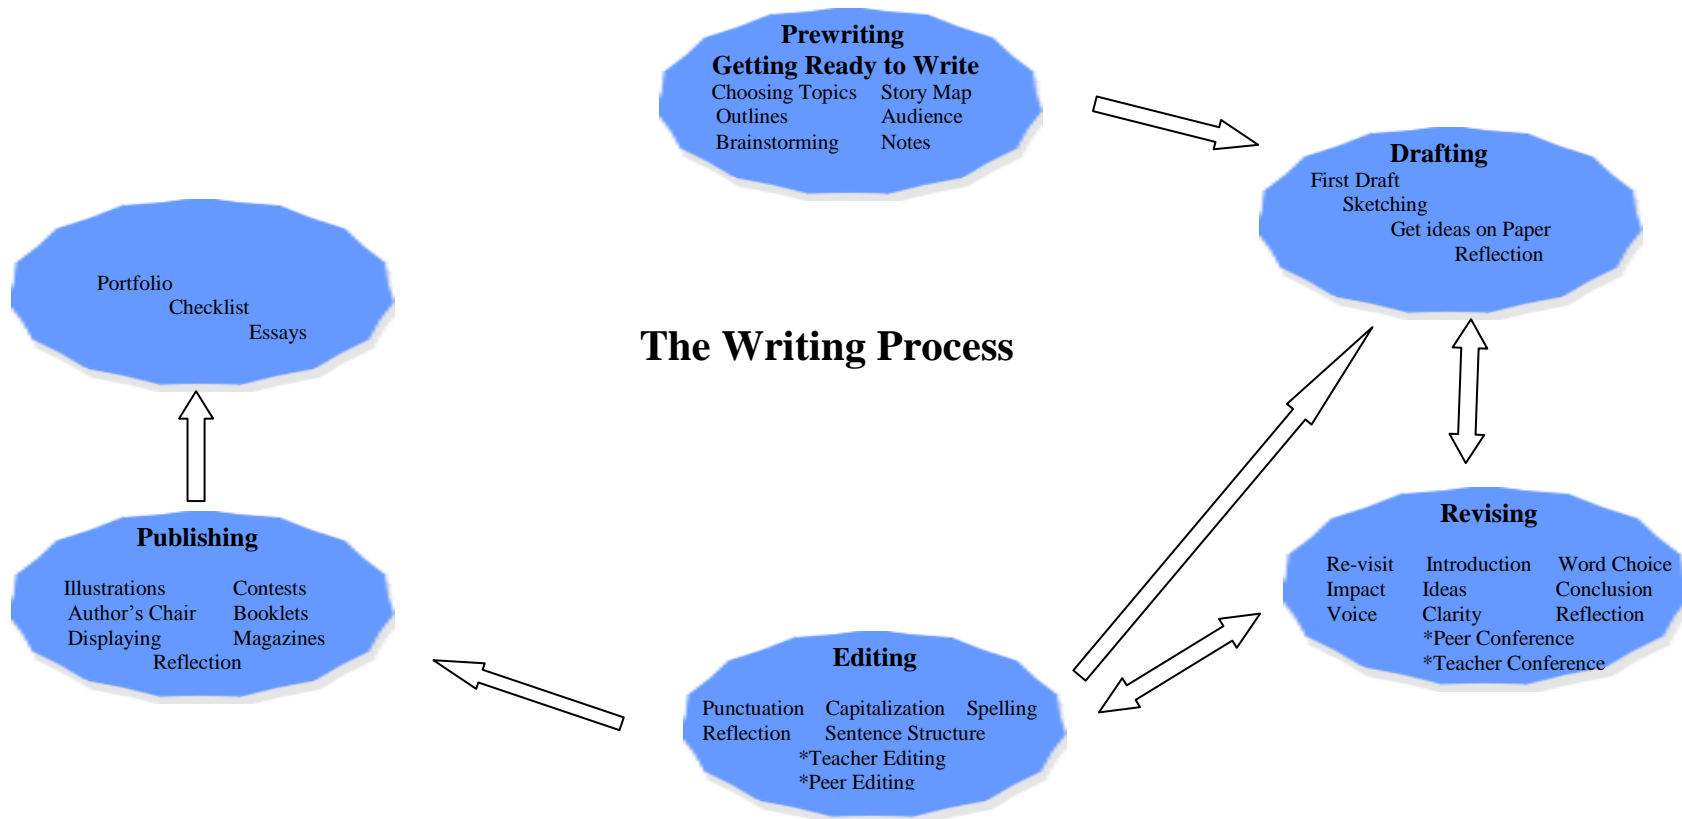 Prewriting
Getting Ready to Write
Choosing Topics Story Map
Outlines Audience
Brainstorming Notes
Drafting
First Draft
Sketching
Get ideas on Paper
Reflection
Portfolio
Checklist
Essays
The Writing Process
Revising
Re-visit Introduction Word Choice
Impact Ideas Conclusion
Voice Clarity Reflection
*Peer Conference
*Teacher Conference
Publishing
Illustrations Contests
Author’s Chair Booklets
Displaying Magazines
Reflection
Editing
Punctuation Capitalization Spelling
Reflection Sentence Structure
*Teacher Editing
*Peer Editing